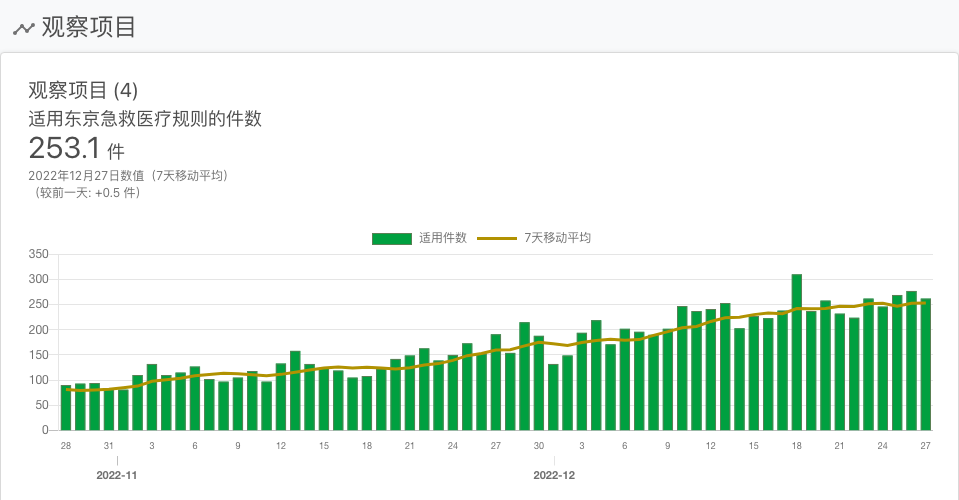 观察项目
观察项目 (4)
适用东京急救医疗规则的件数
253.1 件
2022年12月27日数值（7天移动平均）
（较前一天: +0.5 件）
适用件数 7天移动平均
350
300
250
200
150
100
50
0
28 31 3 6 9 12 15 18 21 24 27 30 3 6 9 12 15 18 21 24 27
2022-11 2022-12